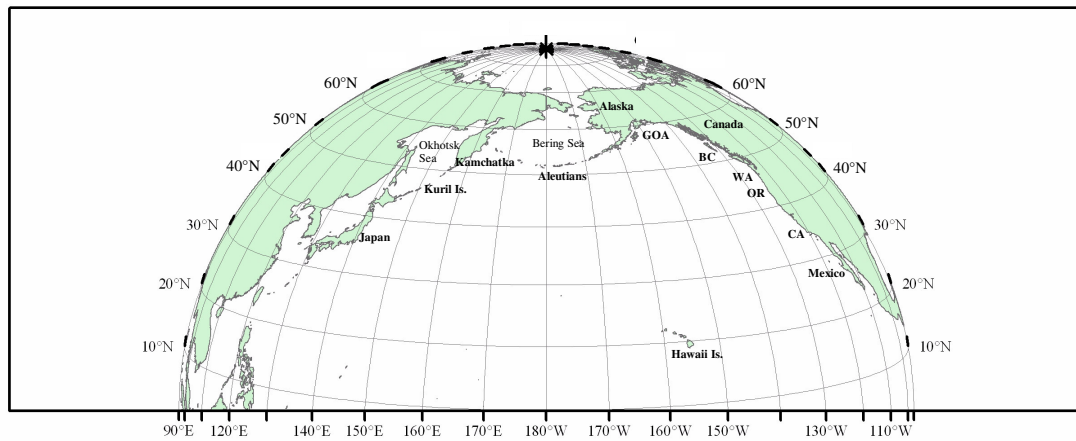 60°N
60°N
50°N
50°N
40°N
40°N
30°N
30°N
20°N
20°N
10°N
10°N
Alaska
Canada
GOA
Okhotsk
Sea
Bering Sea
BC
Kamchatka
Aleutians
WA
OR
Kuril Is.
CA
Japan
Mexico
Hawaii Is.
90°E 120°E 140°E 150°E 160°E 170°E 180°W 170°W 160°W 150°W 130°W 110°W